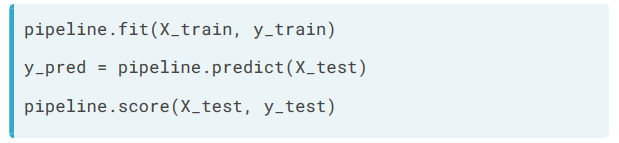 pipeline.fit(X_train, y_train)
y_pred = pipeline.predict(X_test)
pipeline.score(X_test, y_test)